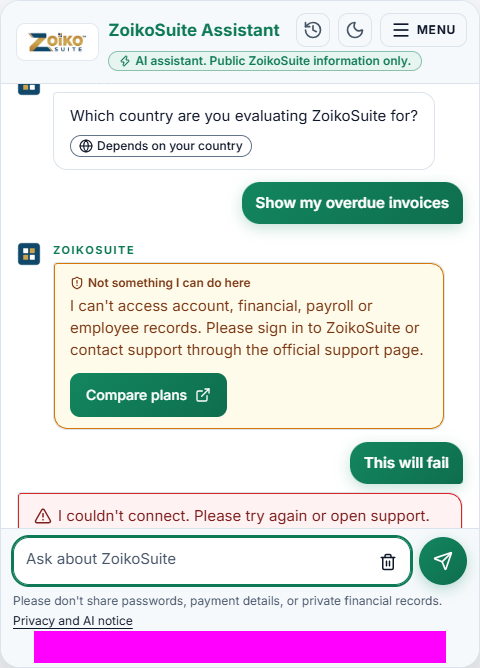 ZOiKO™
SUITE
ZoikoSuite Assistant
MENU
AI assistant. Public ZoikoSuite information only.
Which country are you evaluating ZoikoSuite for?
Depends on your country
Show my overdue invoices
ZOIKOSUITE
Not something I can do here
I can't access account, financial, payroll or
employee records. Please sign in to ZoikoSuite or
contact support through the official support page.
Compare plans
This will fail
I couldn't connect. Please try again or open support.
Ask about ZoikoSuite
Please don't share passwords, payment details, or private financial records.
Privacy and AI notice